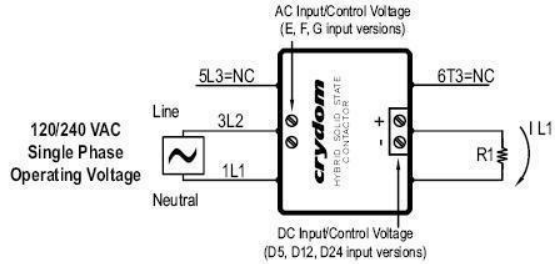 AC Input/Control Voltage
(E, F, G input versions)
5L3=NC
6T3=NC
120/240 VAC
Single Phase
Operating Voltage
Line
3L2
1L1
Neutral
crydom
HYBRID SOLID STATE
CONTACTOR
+
-
R1
I L1
DC Input/Control Voltage
(D5, D12, D24 input versions)